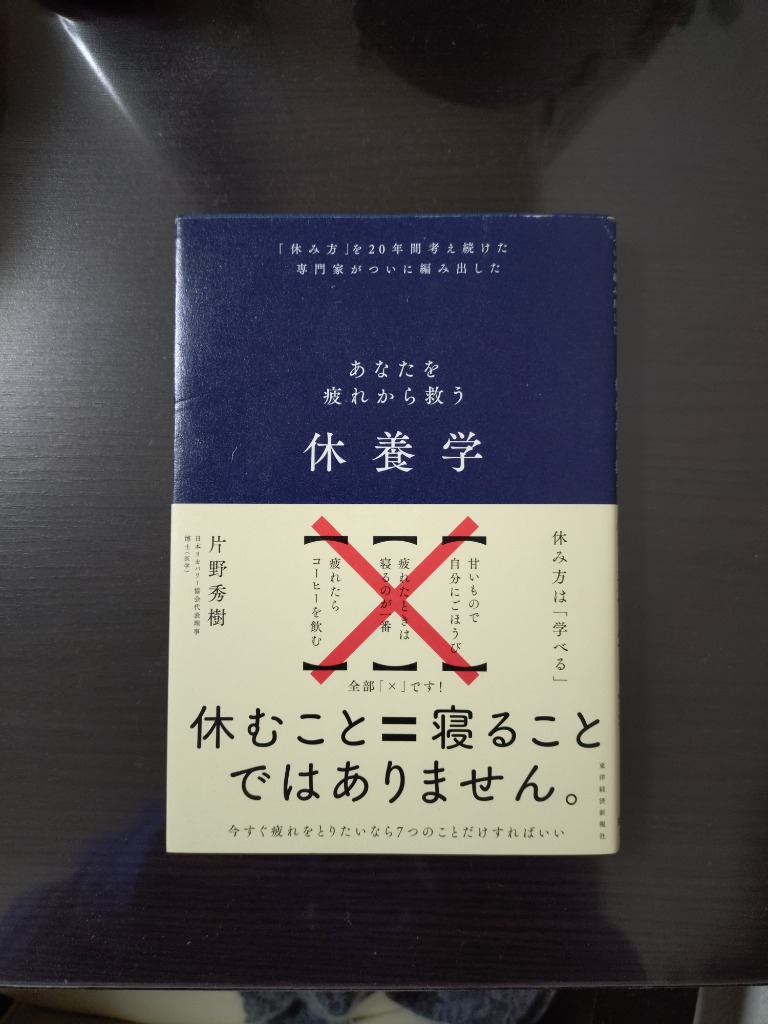 「休み方」を20年間考え続けた
専門家がついに編み出した
あなたを
疲れから救う
休養学
休み方は「学べる」
【甘いもので
自分にごほうび】
【疲れたときは
寝るのが一番】
【疲れたら
コーヒーを飲む】
片野秀樹
日本リカバリー協会代表理事
博士(医学)
全部「×」です!
休むこと=寝ること
ではありません。
今すぐ疲れをとりたいなら7つのことだけすればいい
東洋経済新報社